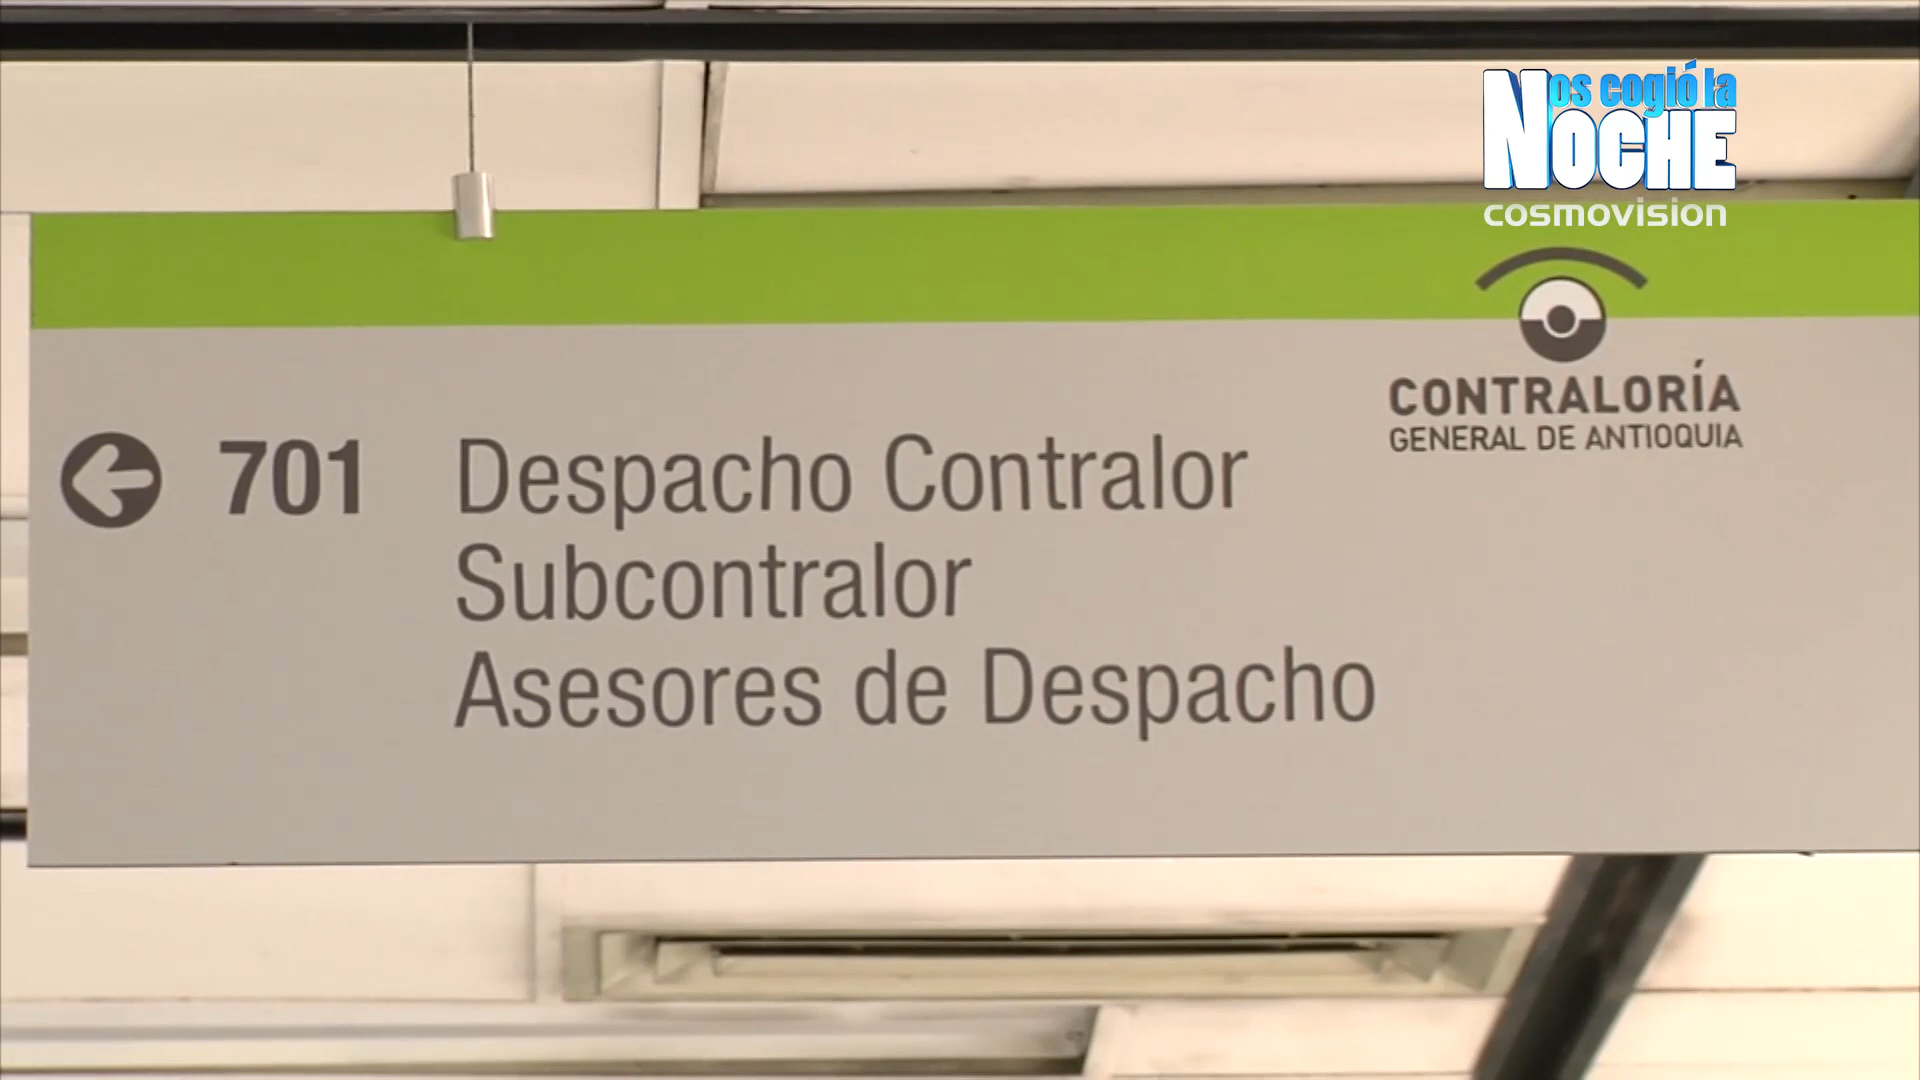 Nos cogió la
NOCHE
cosmovision
CONTRALORÍA
GENERAL DE ANTIOQUIA
701 Despacho Contralor
Subcontralor
Asesores de Despacho